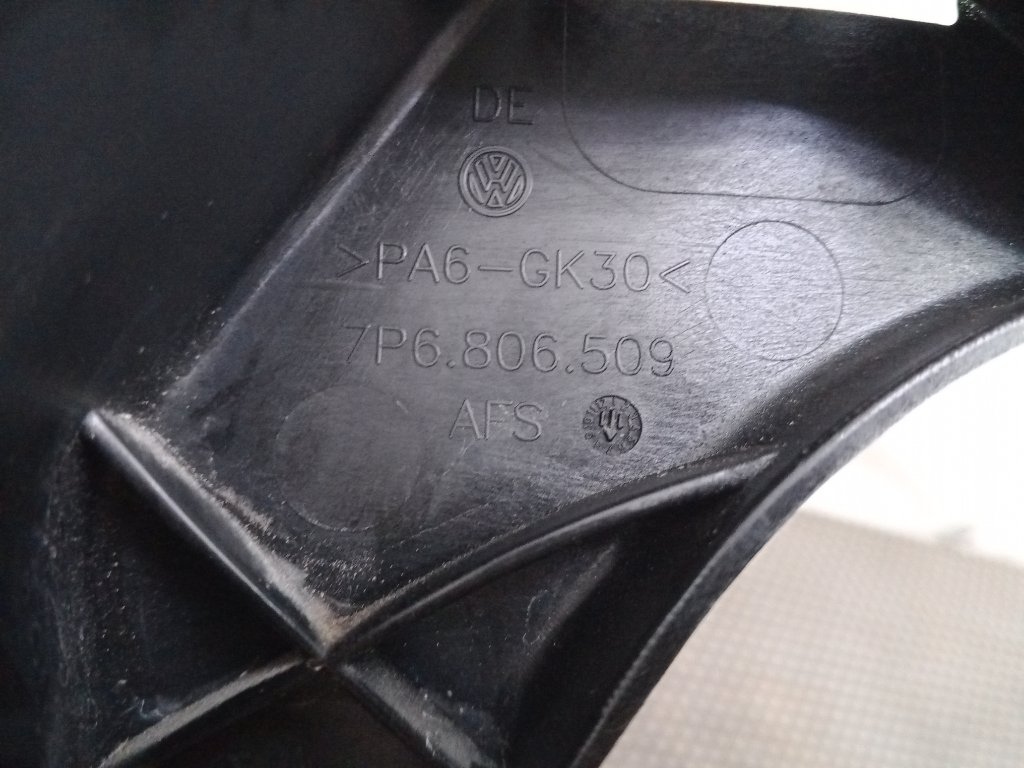 DE
>PA6-GK30<
7P6.806.509
AFS